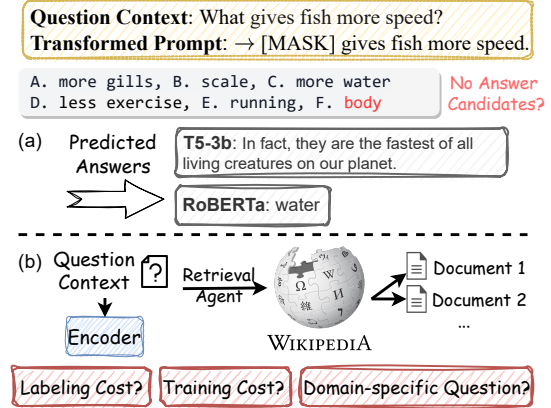 Question Context: What gives fish more speed?
Transformed Prompt: → [MASK] gives fish more speed.
A. more gills, B. scale, C. more water
D. less exercise, E. running, F. body
No Answer
Candidates?
(a)
Predicted
Answers
T5-3b: In fact, they are the fastest of all
living creatures on our planet.
RoBERTa: water
(b)
Question
Context
?
Encoder
Retrieval
Agent
Ω
W
И
WIKIPEDIA
Document 1
Document 2
...
Labeling Cost?
Training Cost?
Domain-specific Question?